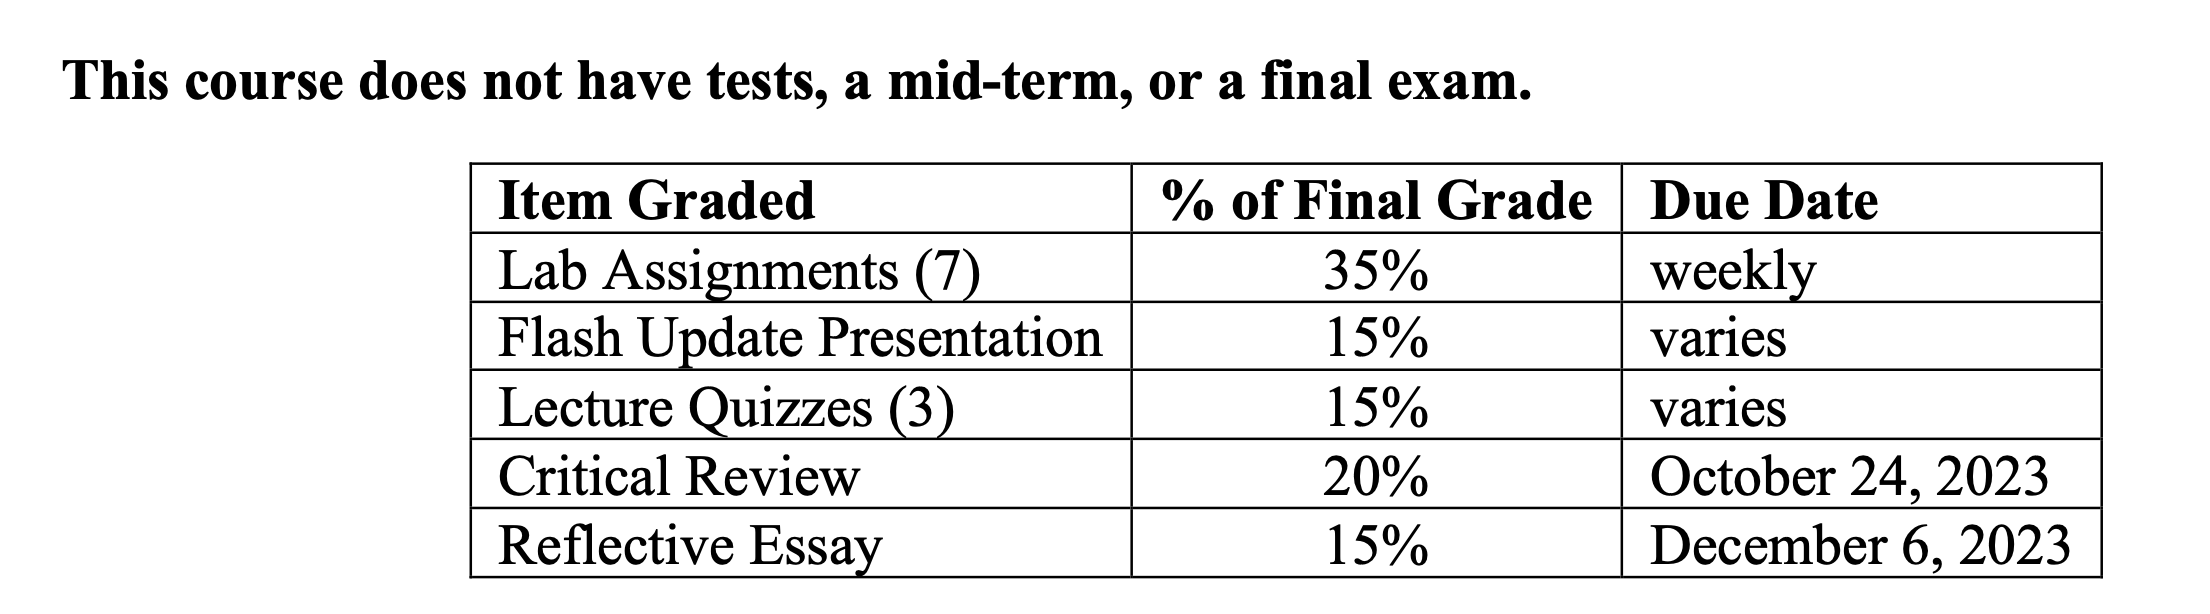 This course does not have tests, a mid-term, or a final exam.
Item Graded % of Final Grade Due Date
Lab Assignments (7) 35% weekly
Flash Update Presentation 15% varies
Lecture Quizzes (3) 15% varies
Critical Review 20% October 24, 2023
Reflective Essay 15% December 6, 2023